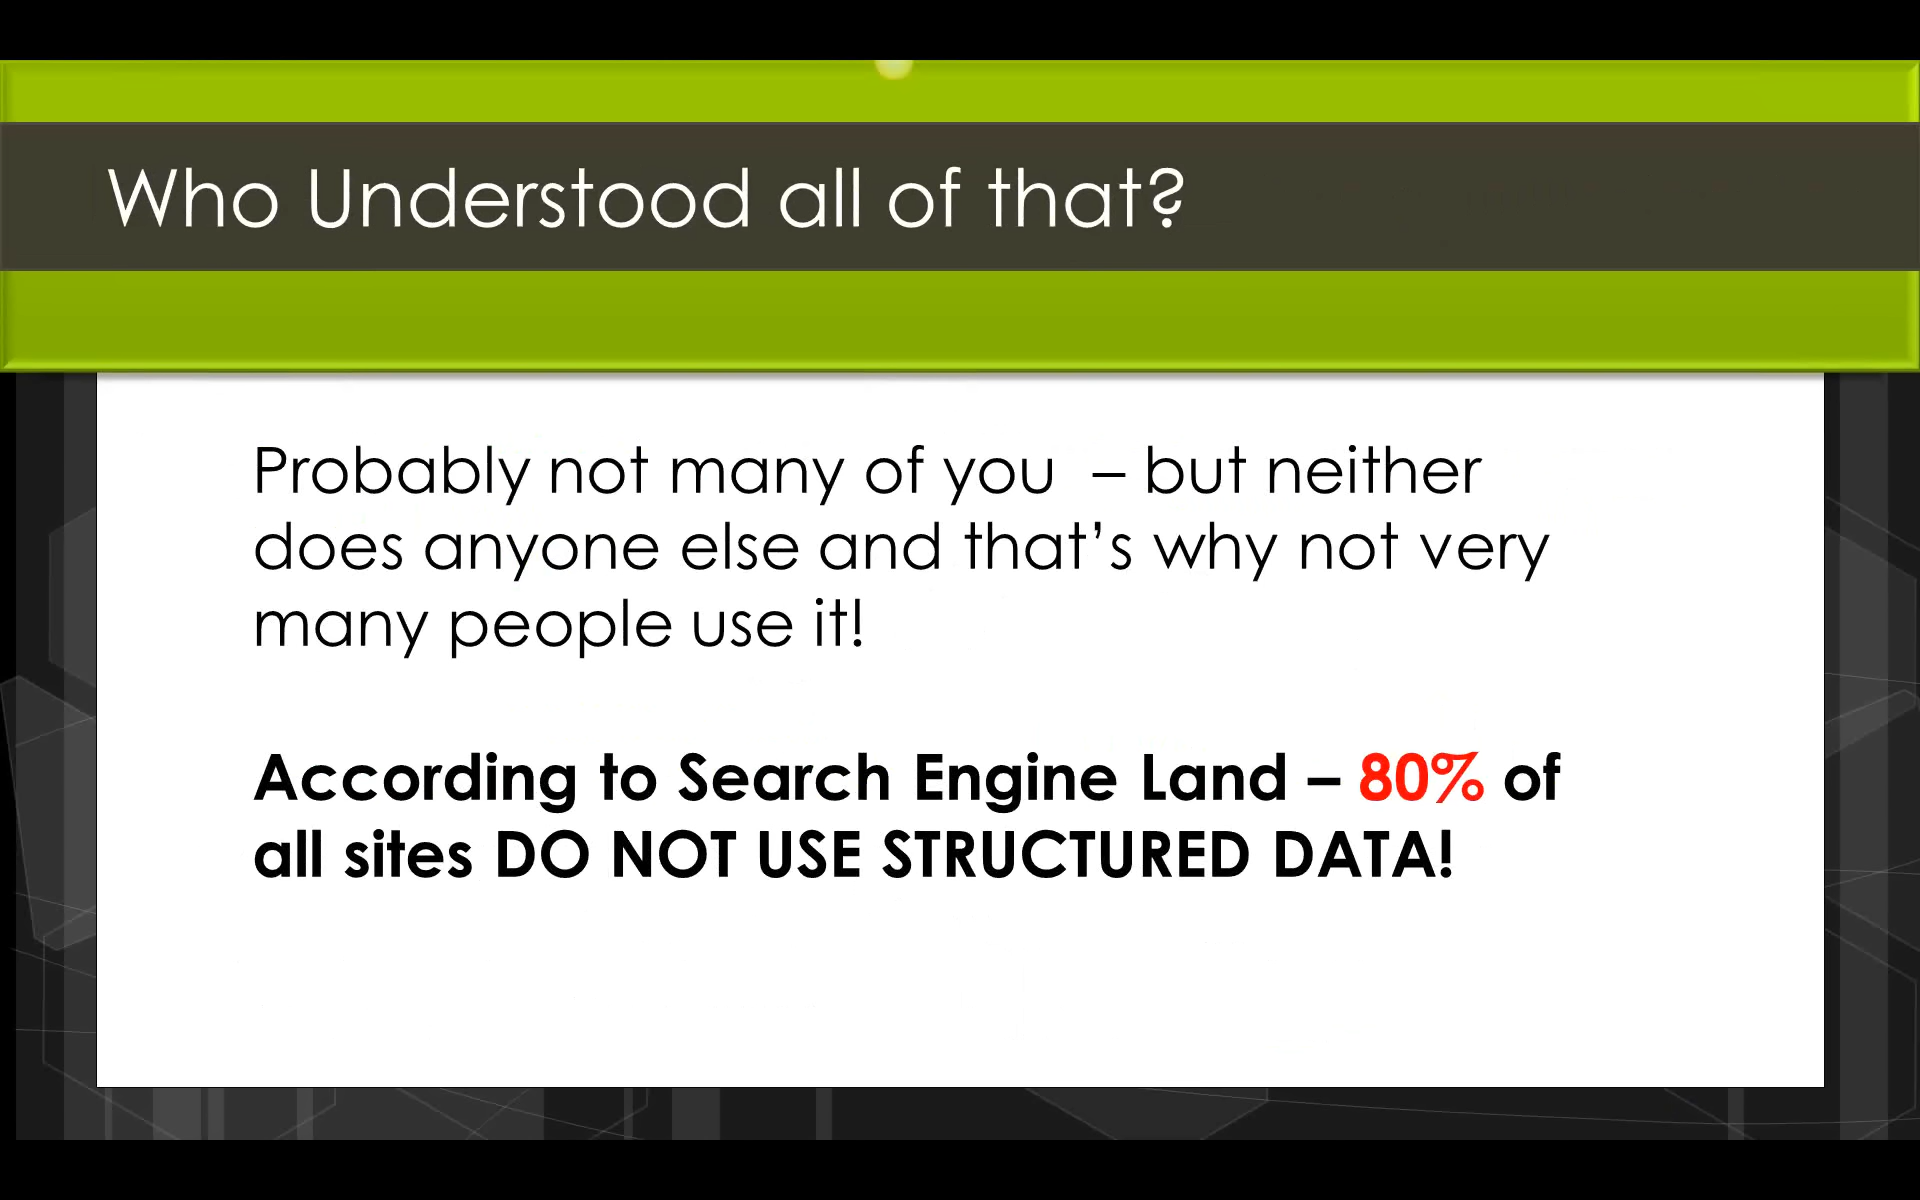 Who Understood all of that?
Probably not many of you  – but neither
does anyone else and that’s why not very
many people use it!
According to Search Engine Land – 80% of
all sites DO NOT USE STRUCTURED DATA!